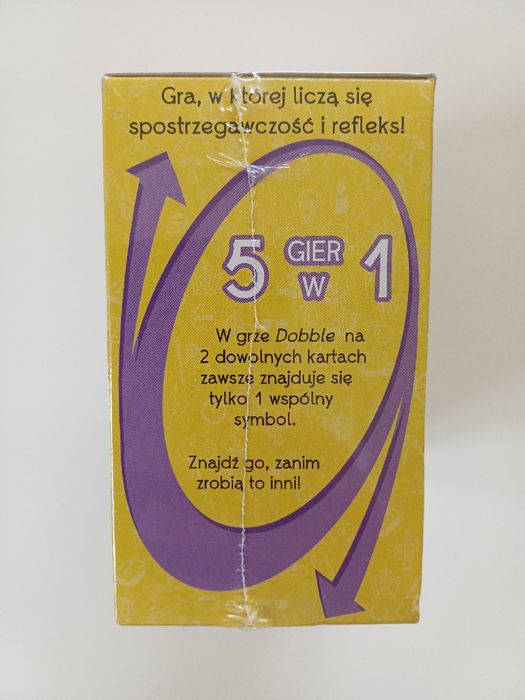 Gra, w której liczą się
spostrzegawczość i refleks!
5 GIER W 1
W grze Dobble na
2 dowolnych kartach
zawsze znajduje się
tylko 1 wspólny
symbol.
Znajdź go, zanim
zrobią to inni!